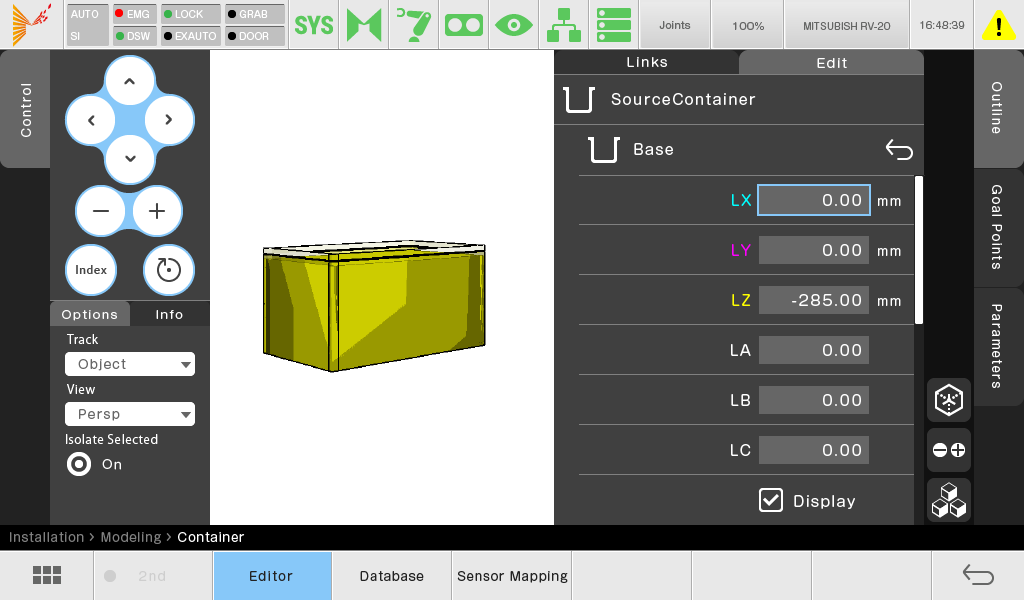 AUTO EMG LOCK GRAB
SI DSW EXAUTO DOOR
SYS
Joints
100%
MITSUBISH RV-20
16:48:39
Control
Index
Options Info
Track
Object
View
Persp
Isolate Selected
On
Links Edit
SourceContainer
Base
LX 0.00 mm
LY 0.00 mm
LZ -285.00 mm
LA 0.00
LB 0.00
LC 0.00
Display
Outline
Goal Points
Parameters
Installation > Modeling > Container
2nd
Editor
Database
Sensor Mapping